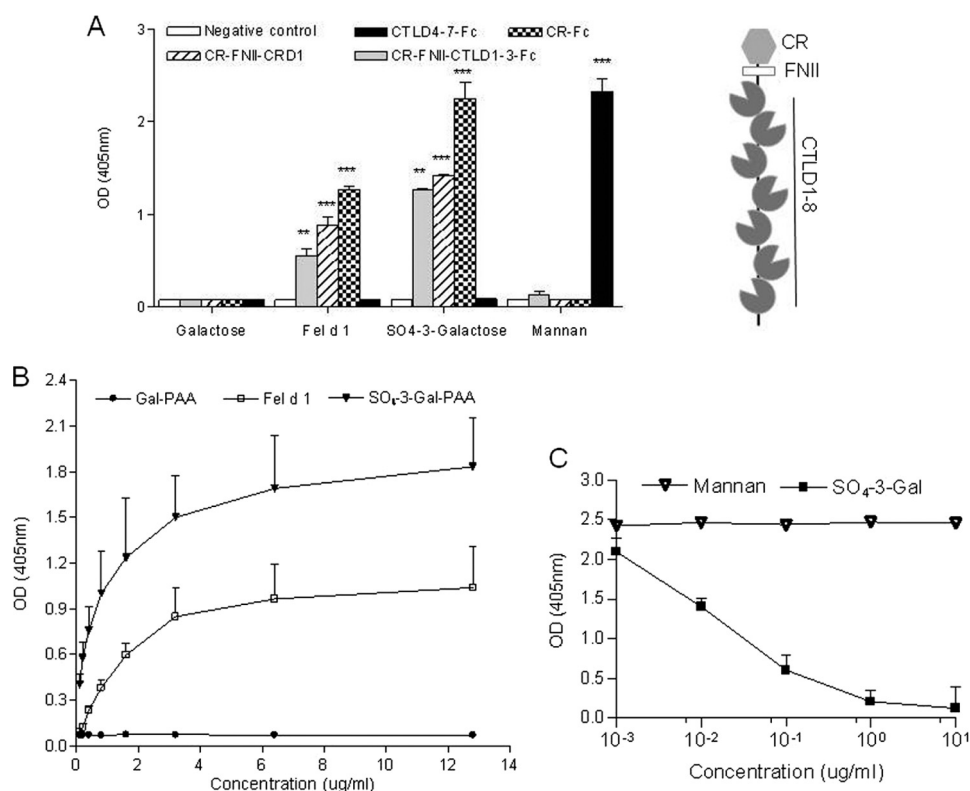 A
Negative control
CTLD4-7-Fc
CR-Fc
CR-FNII-CRD1
CR-FNII-CTLD1-3-Fc
OD (405nm)
3
2
1
0
***
***
***
**
***
**
***
Galactose
Fel d 1
SO4-3-Galactose
Mannan
CR
FNII
CTLD1-8
B
Gal-PAA
Fel d 1
SO₄-3-Gal-PAA
OD (405nm)
2.4
2.1
1.8
1.5
1.2
0.9
0.6
0.3
0.0
0 2 4 6 8 10 12 14
Concentration (ug/ml)
C
Mannan
SO₄-3-Gal
OD (405nm)
3.0
2.5
2.0
1.5
1.0
0.5
0.0
10⁻³ 10⁻² 10⁻¹ 10⁰ 10¹
Concentration (ug/ml)